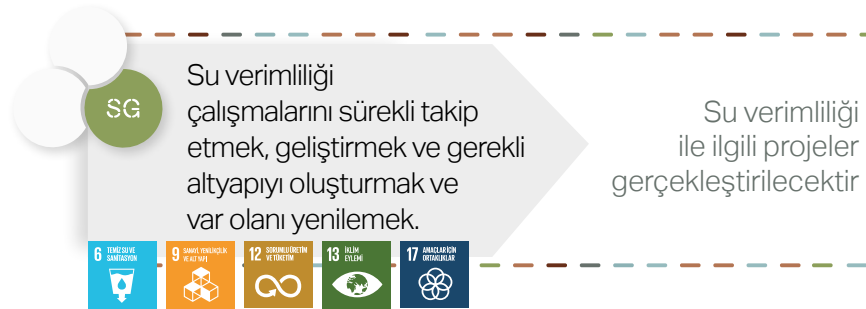 SG
Su verimliliği
çalışmalarını sürekli takip
etmek, geliştirmek ve gerekli
altyapıyı oluşturmak ve
var olanı yenilemek.
Su verimliliği
ile ilgili projeler
gerçekleştirilecektir
6 TEMİZ SU VE
SANİTASYON
9 SANAYİ, YENİLİKÇİLİK
VE ALTYAPI
12 SORUMLU ÜRETİM
VE TÜKETİM
13 İKLİM
EYLEMİ
17 AMAÇLAR İÇİN
ORTAKLIKLAR